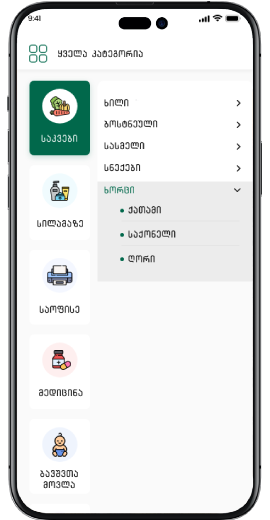 9:41
ყველა კატეგორია
საკვები
ხილი
ბოსტნეული
სასმელი
სნექები
ხორცი
ქათამი
საქონელი
ღორი
სილამაზე
საოფისე
მედიცინა
ბავშვთა
მოვლა